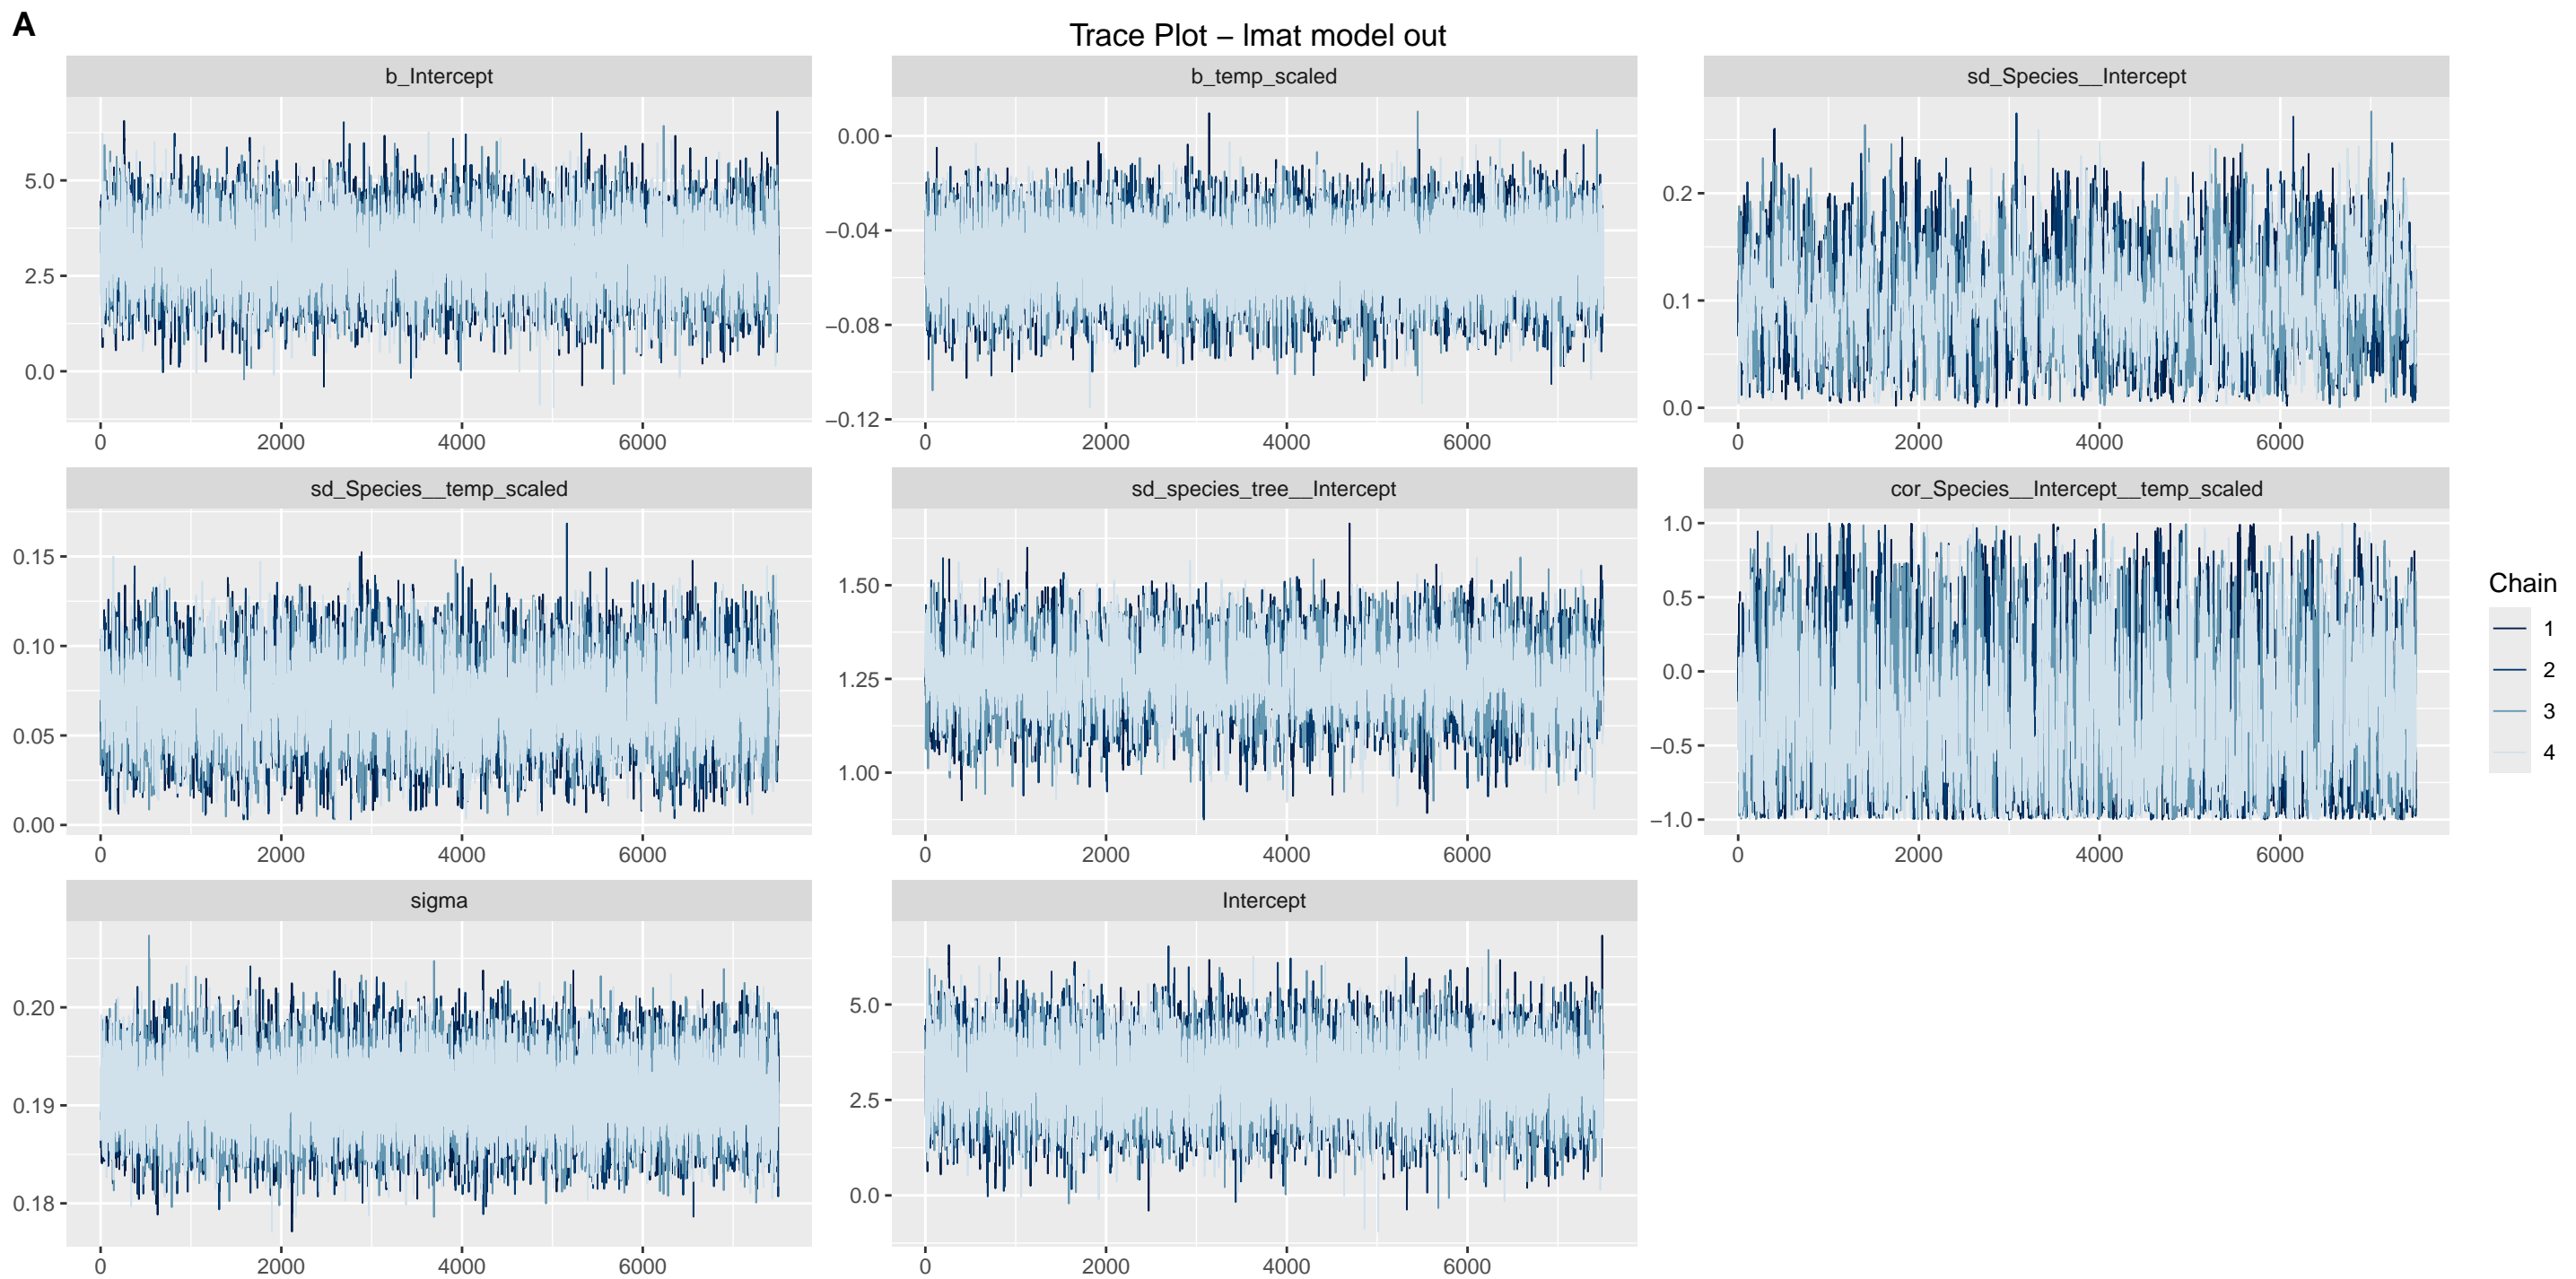 A
Trace Plot – lmat model out
b_Intercept
b_temp_scaled
sd_Species__Intercept
5.0
2.5
0.0
0.00
−0.04
−0.08
−0.12
0.2
0.1
0.0
0 2000 4000 6000
0 2000 4000 6000
0 2000 4000 6000
sd_Species__temp_scaled
sd_species_tree__Intercept
cor_Species__Intercept__temp_scaled
0.15
0.10
0.05
0.00
1.50
1.25
1.00
1.0
0.5
0.0
−0.5
−1.0
0 2000 4000 6000
0 2000 4000 6000
0 2000 4000 6000
sigma
Intercept
0.20
0.19
0.18
5.0
2.5
0.0
0 2000 4000 6000
0 2000 4000 6000
Chain
1
2
3
4